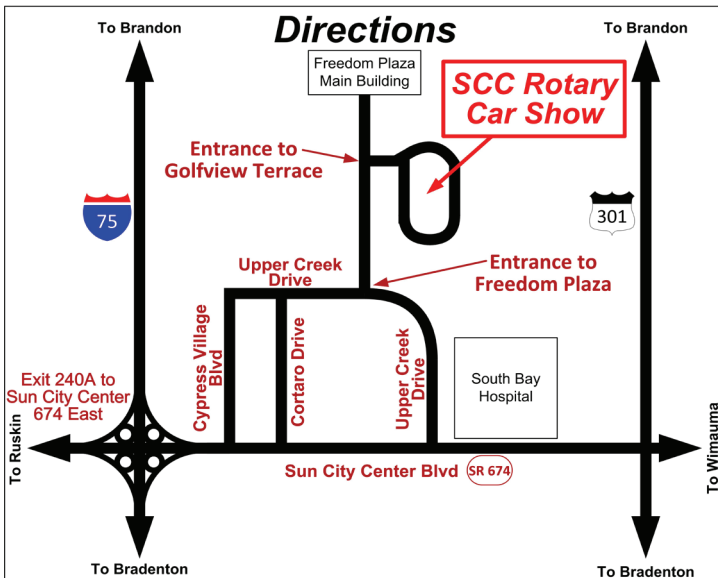 To Brandon
Directions
To Brandon
Freedom Plaza
Main Building
SCC Rotary
Car Show
Entrance to
Golfview Terrace
75
301
Upper Creek
Drive
Entrance to
Freedom Plaza
Cypress Village
Blvd
Cortaro Drive
Upper Creek
Drive
South Bay
Hospital
Exit 240A to
Sun City Center
674 East
To Ruskin
Sun City Center Blvd
SR 674
To Wimauma
To Bradenton
To Bradenton